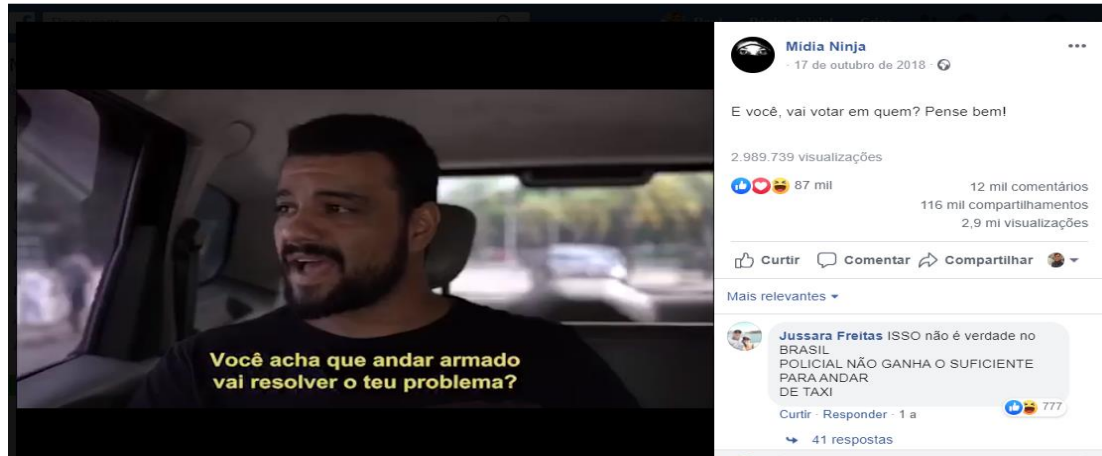 Mídia Ninja
17 de outubro de 2018
E você, vai votar em quem? Pense bem!
2.989.739 visualizações
87 mil
12 mil comentários
116 mil compartilhamentos
2,9 mi visualizações
Curtir Comentar Compartilhar
Mais relevantes
Jussara Freitas ISSO não é verdade no
BRASIL
POLICIAL NÃO GANHA O SUFICIENTE
PARA ANDAR
DE TAXI
777
Curtir · Responder · 1 a
41 respostas
Você acha que andar armado
vai resolver o teu problema?